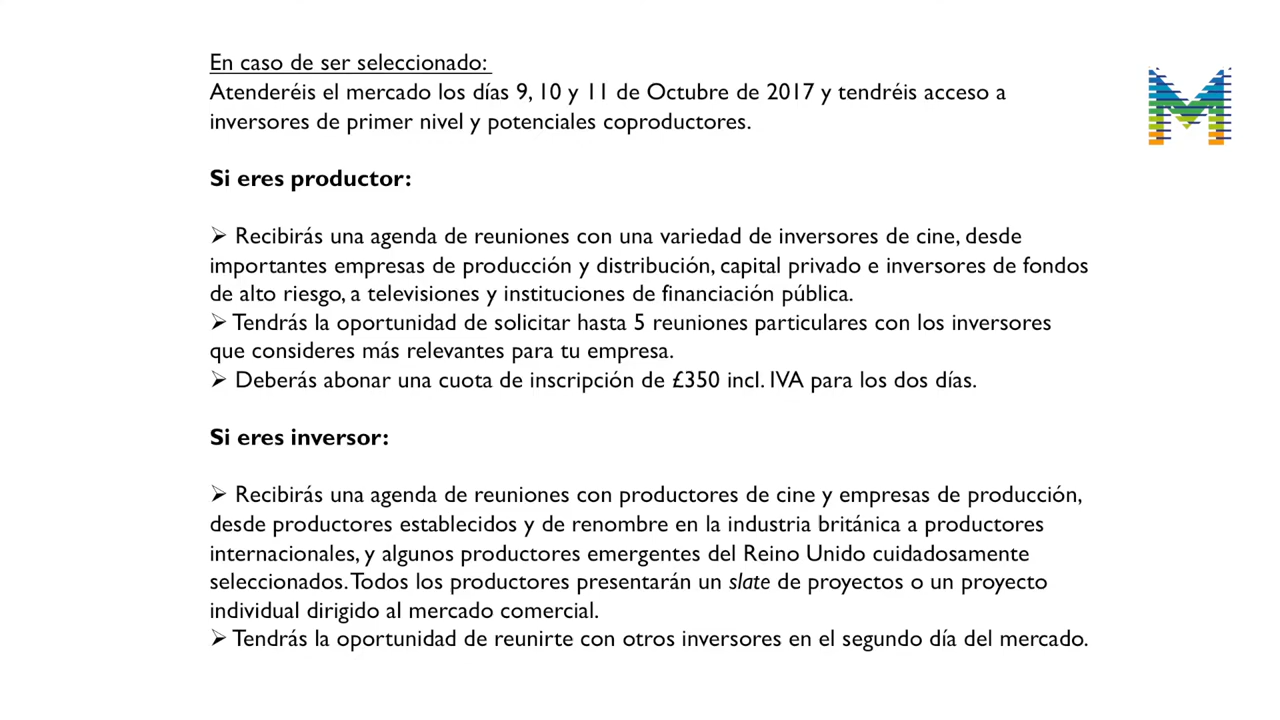 En caso de ser seleccionado:
Atenderéis el mercado los días 9, 10 y 11 de Octubre de 2017 y tendréis acceso a
inversores de primer nivel y potenciales coproductores.
Si eres productor:
➢ Recibirás una agenda de reuniones con una variedad de inversores de cine, desde
importantes empresas de producción y distribución, capital privado e inversores de fondos
de alto riesgo, a televisiones y instituciones de financiación pública.
➢ Tendrás la oportunidad de solicitar hasta 5 reuniones particulares con los inversores
que consideres más relevantes para tu empresa.
➢ Deberás abonar una cuota de inscripción de £350 incl. IVA para los dos días.
Si eres inversor:
➢ Recibirás una agenda de reuniones con productores de cine y empresas de producción,
desde productores establecidos y de renombre en la industria británica a productores
internacionales, y algunos productores emergentes del Reino Unido cuidadosamente
seleccionados. Todos los productores presentarán un slate de proyectos o un proyecto
individual dirigido al mercado comercial.
➢ Tendrás la oportunidad de reunirte con otros inversores en el segundo día del mercado.
M